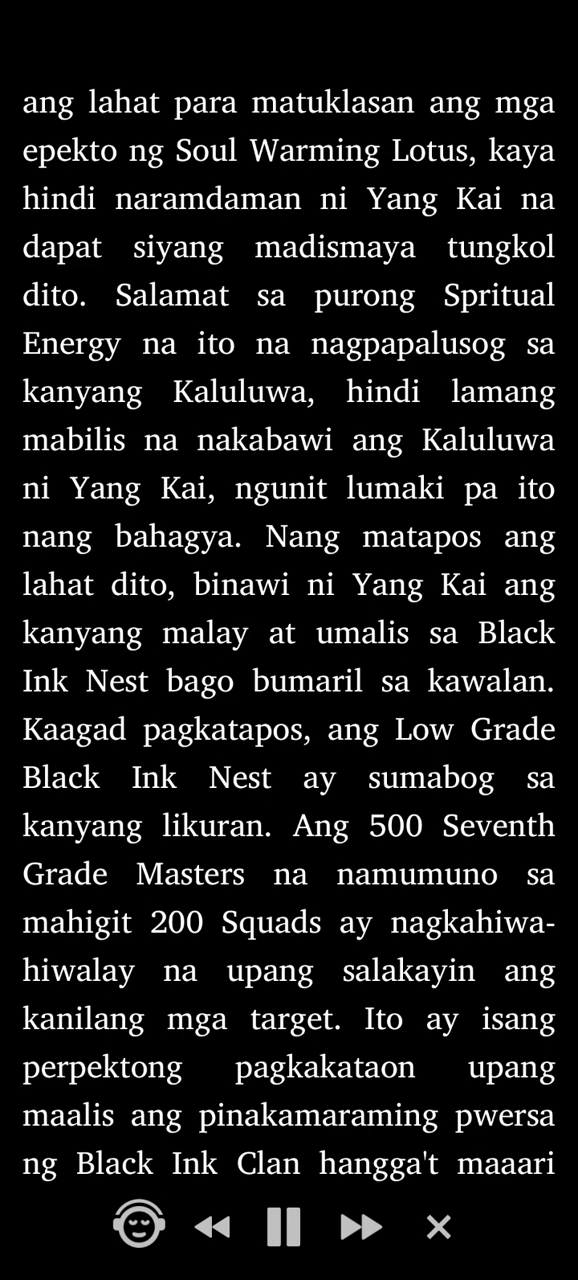 ang lahat para matuklasan ang mga
epekto ng Soul Warming Lotus, kaya
hindi naramdaman ni Yang Kai na
dapat siyang madismaya tungkol
dito. Salamat sa purong Spritual
Energy na ito na nagpapalusog sa
kanyang Kaluluwa, hindi lamang
mabilis na nakabawi ang Kaluluwa
ni Yang Kai, ngunit lumaki pa ito
nang bahagya. Nang matapos ang
lahat dito, binawi ni Yang Kai ang
kanyang malay at umalis sa Black
Ink Nest bago bumaril sa kawalan.
Kaagad pagkatapos, ang Low Grade
Black Ink Nest ay sumabog sa
kanyang likuran. Ang 500 Seventh
Grade Masters na namumuno sa
mahigit 200 Squads ay nagkahiwa-
hiwalay na upang salakayin ang
kanilang mga target. Ito ay isang
perpektong pagkakataon upang
maalis ang pinakamaraming pwersa
ng Black Ink Clan hangga't maaari